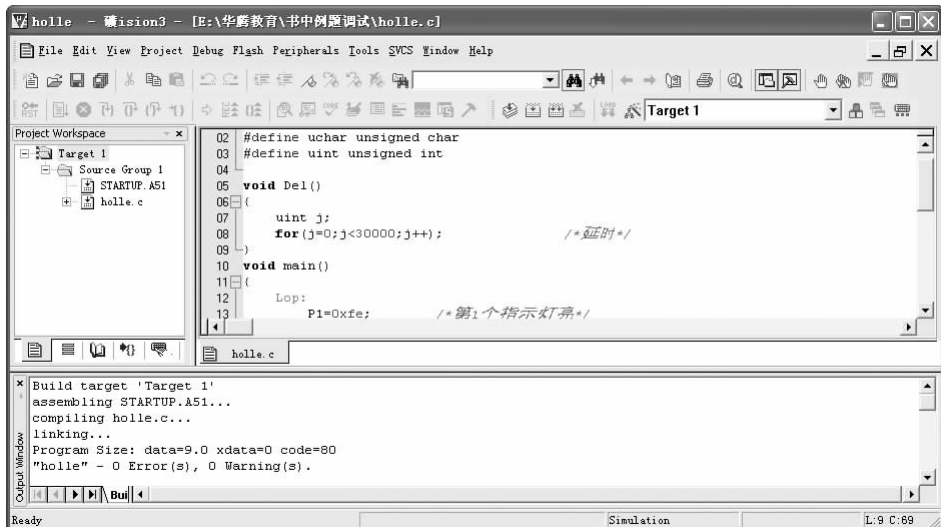 holle - 礦ision3 - [E:\华腾教育\书中例题调试\holle.c]
File Edit View Project Debug Flash Peripherals Tools SVCS Window Help
Target 1
Project Workspace
Target 1
Source Group 1
STARTUP.A51
holle.c
02 #define uchar unsigned char
03 #define uint unsigned int
04
05 void Del()
06 {
07 uint j;
08 for(j=0;j<30000;j++); /*延时*/
09 }
10 void main()
11 {
12 Lop:
13 P1=0xfe; /*第1个指示灯亮*/
holle.c
Build target 'Target 1'
assembling STARTUP.A51...
compiling holle.c...
linking...
Program Size: data=9.0 xdata=0 code=80
"holle" - 0 Error(s), 0 Warning(s).
Output Window
Bui
Ready Simulation L:9 C:69